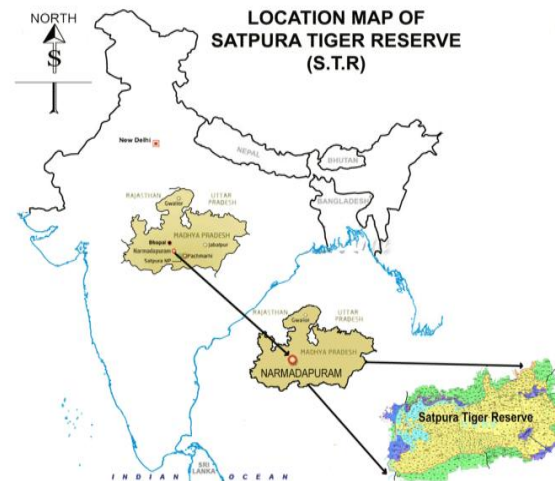 LOCATION MAP OF
SATPURA TIGER RESERVE
(S.T.R)
NORTH
S
New Delhi
NEPAL
BHUTAN
BANGLADESH
RAJASTHAN
UTTAR
PRADESH
Gwalior
MADHYA PRADESH
Bhopal
Jabalpur
Narmadapuram
Pachmarhi
Satpura NP
RAJASTHAN
UTTAR
PRADESH
Gwalior
MADHYA PRADESH
NARMADAPURAM
Satpura Tiger Reserve
SRI
LANKA
INDIAN OCEAN